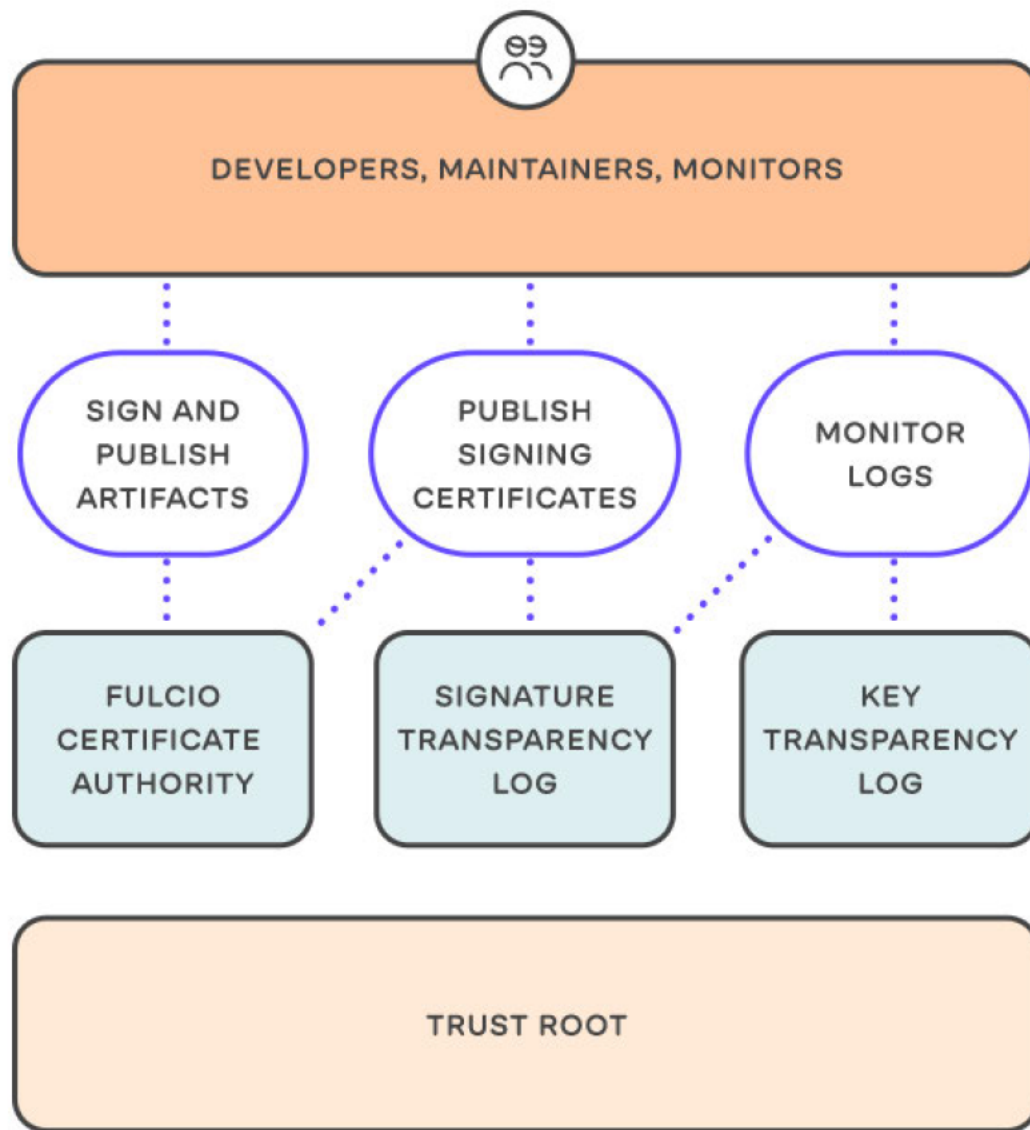 DEVELOPERS, MAINTAINERS, MONITORS
SIGN AND
PUBLISH
ARTIFACTS
PUBLISH
SIGNING
CERTIFICATES
MONITOR
LOGS
FULCIO
CERTIFICATE
AUTHORITY
SIGNATURE
TRANSPARENCY
LOG
KEY
TRANSPARENCY
LOG
TRUST ROOT